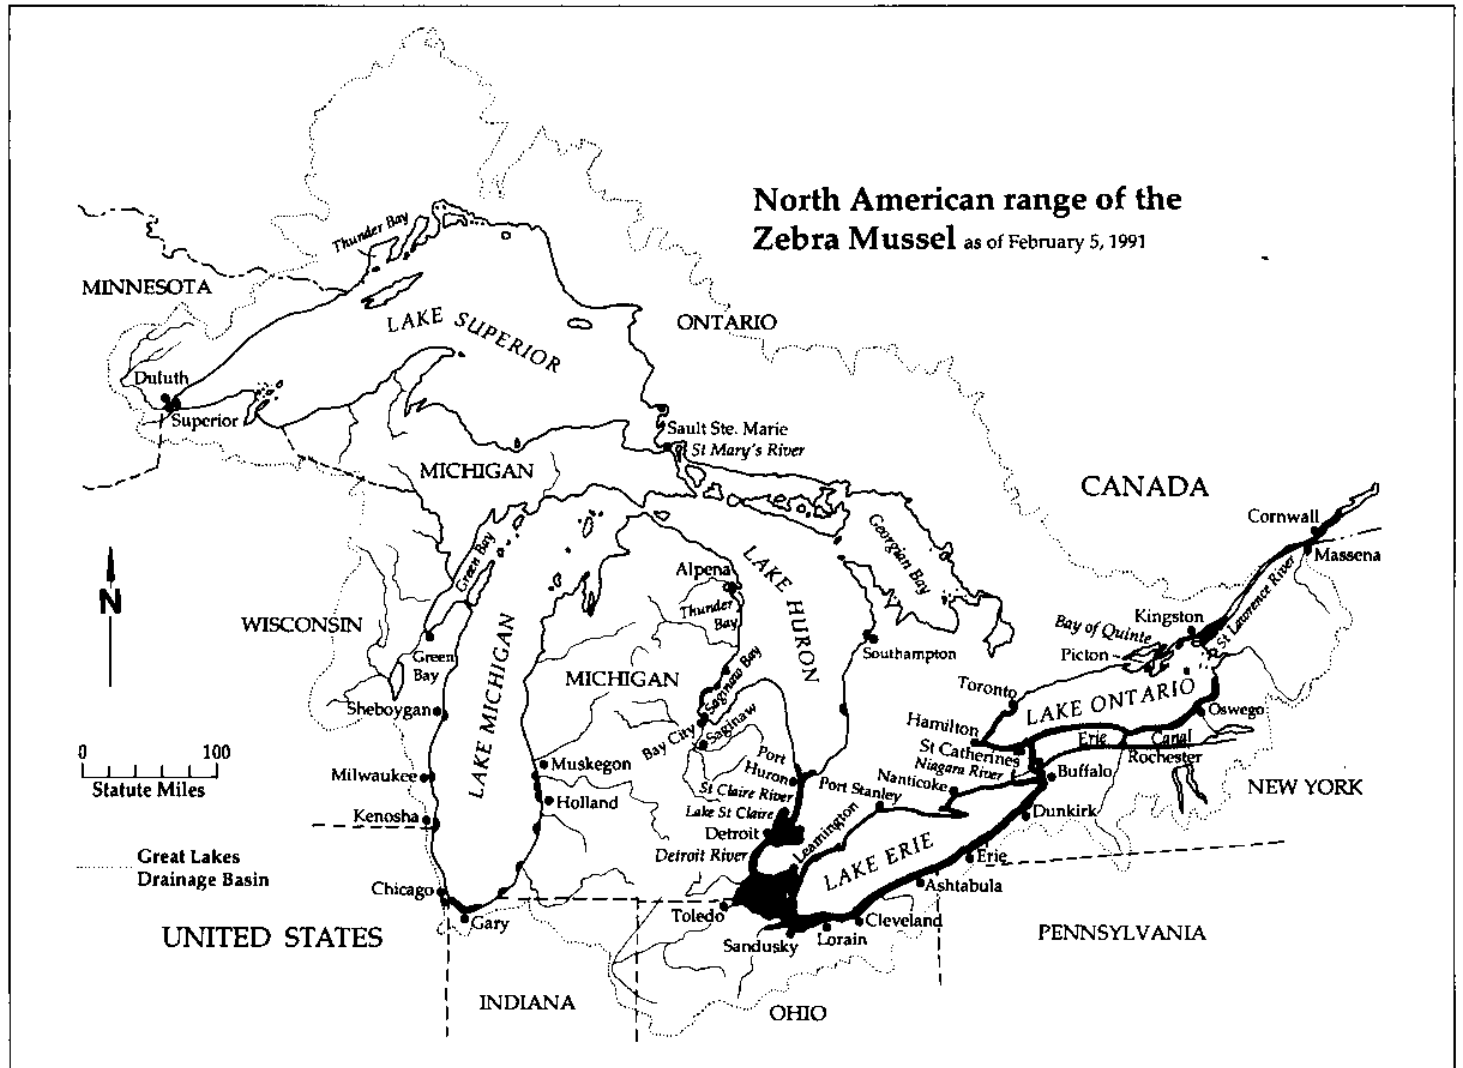 North American range of the
Zebra Mussel as of February 5, 1991
Thunder Bay
MINNESOTA
LAKE SUPERIOR
ONTARIO
Duluth
Superior
Sault Ste. Marie
St Mary's River
MICHIGAN
CANADA
Cornwall
Massena
Georgian Bay
Green Bay
LAKE HURON
Alpena
Thunder
Bay
St Lawrence River
Kingston
Bay of Quinte
Picton
N
WISCONSIN
Green
Bay
LAKE MICHIGAN
MICHIGAN
Saginaw Bay
Southampton
Toronto
LAKE ONTARIO
Oswego
Sheboygan
Bay City
Saginaw
Hamilton
St Catherines
Niagara River
Erie Canal
Rochester
0 100
Statute Miles
Milwaukee
Muskegon
Port
Huron
St Claire River
Port Stanley
Nanticoke
Buffalo
NEW YORK
Kenosha
Holland
Lake St Claire
Detroit
Detroit River
Leamington
LAKE ERIE
Dunkirk
Erie
Great Lakes
Drainage Basin
Chicago
Gary
Toledo
Sandusky
Lorain
Cleveland
Ashtabula
UNITED STATES
PENNSYLVANIA
INDIANA
OHIO